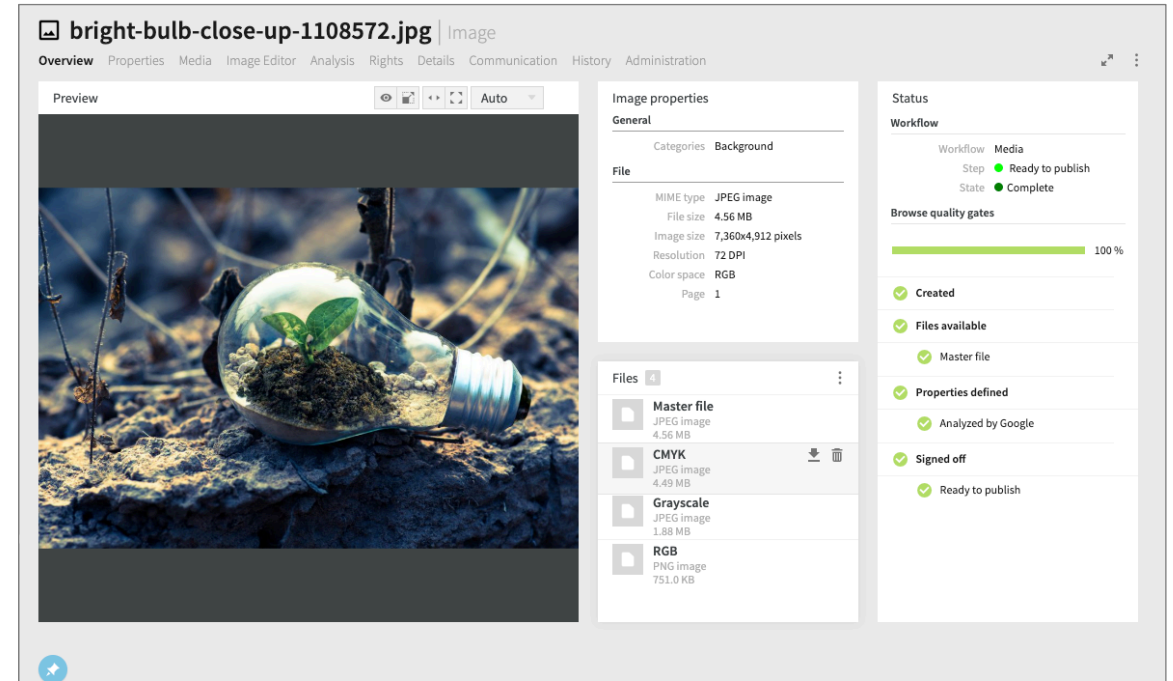 bright-bulb-close-up-1108572.jpg | Image
Overview Properties Media Image Editor Analysis Rights Details Communication History Administration
Preview
Auto
Image properties
General
Categories Background
File
MIME type JPEG image
File size 4.56 MB
Image size 7,360x4,912 pixels
Resolution 72 DPI
Color space RGB
Page 1
Files 4
Master file
JPEG image
4.56 MB
CMYK
JPEG image
4.49 MB
Grayscale
JPEG image
1.88 MB
RGB
PNG image
751.0 KB
Status
Workflow
Workflow Media
Step Ready to publish
State Complete
Browse quality gates
100 %
Created
Files available
Master file
Properties defined
Analyzed by Google
Signed off
Ready to publish